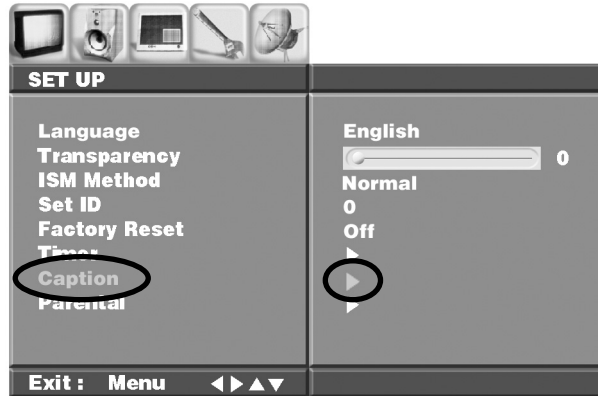 SET UP
Language English
Transparency 0
ISM Method Normal
Set ID 0
Factory Reset Off
Timer ▶
Caption ▶
Parental ▶
Exit : Menu ◀▶▲▼